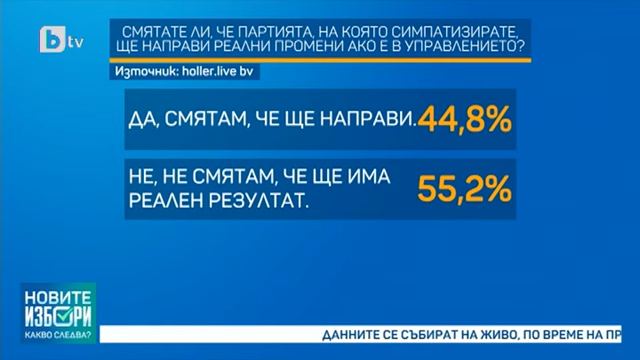 btv
СМЯТАТЕ ЛИ, ЧЕ ПАРТИЯТА, НА КОЯТО СИМПАТИЗИРАТЕ,
ЩЕ НАПРАВИ РЕАЛНИ ПРОМЕНИ АКО Е В УПРАВЛЕНИЕТО?
Източник: holler.live bv
ДА, СМЯТАМ, ЧЕ ЩЕ НАПРАВИ. 44,8%
НЕ, НЕ СМЯТАМ, ЧЕ ЩЕ ИМА
РЕАЛЕН РЕЗУЛТАТ. 55,2%
НОВИТЕ
ИЗБОРИ
КАКВО СЛЕДВА?
ДАННИТЕ СЕ СЪБИРАТ НА ЖИВО, ПО ВРЕМЕ НА ПР